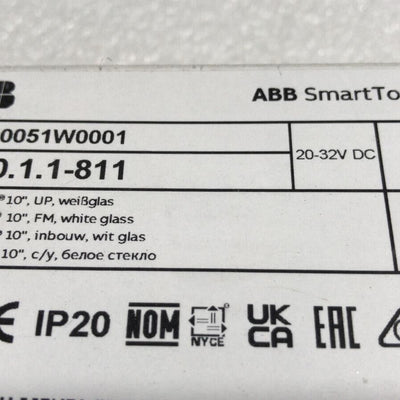 B ABB SmartTo
0051W0001
20-32V DC
0.1.1-811
® 10", UP, weißglas
® 10", FM, white glass
® 10", inbouw, wit glas
10", с/у, белое стекло
CE IP20 NOM NYCE UK CA EAC